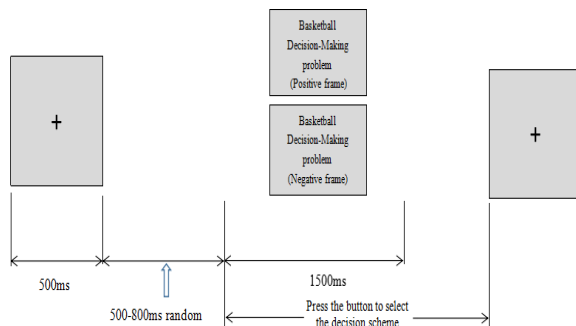 +
Basketball
Decision-Making
problem
(Positive frame)
Basketball
Decision-Making
problem
(Negative frame)
+
500ms
500-800ms random
1500ms
Press the button to select
the decision scheme